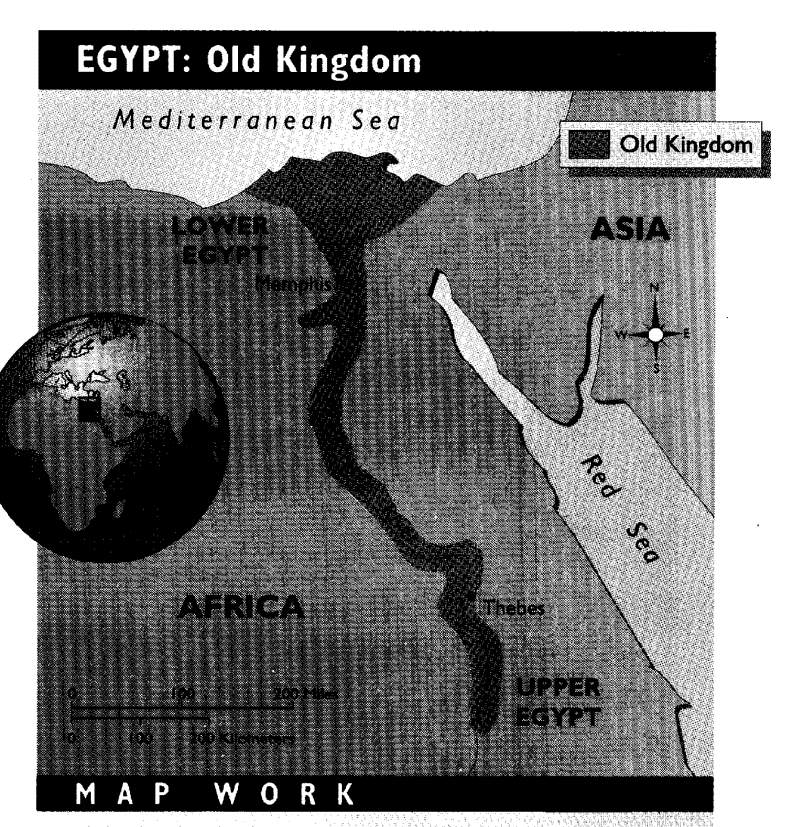 EGYPT: Old Kingdom
Mediterranean Sea
Old Kingdom
LOWER
EGYPT
ASIA
Memphis
N
W E
S
Red Sea
AFRICA
Thebes
0 100 200 Miles
0 100 200 Kilometers
UPPER
EGYPT
MAP WORK